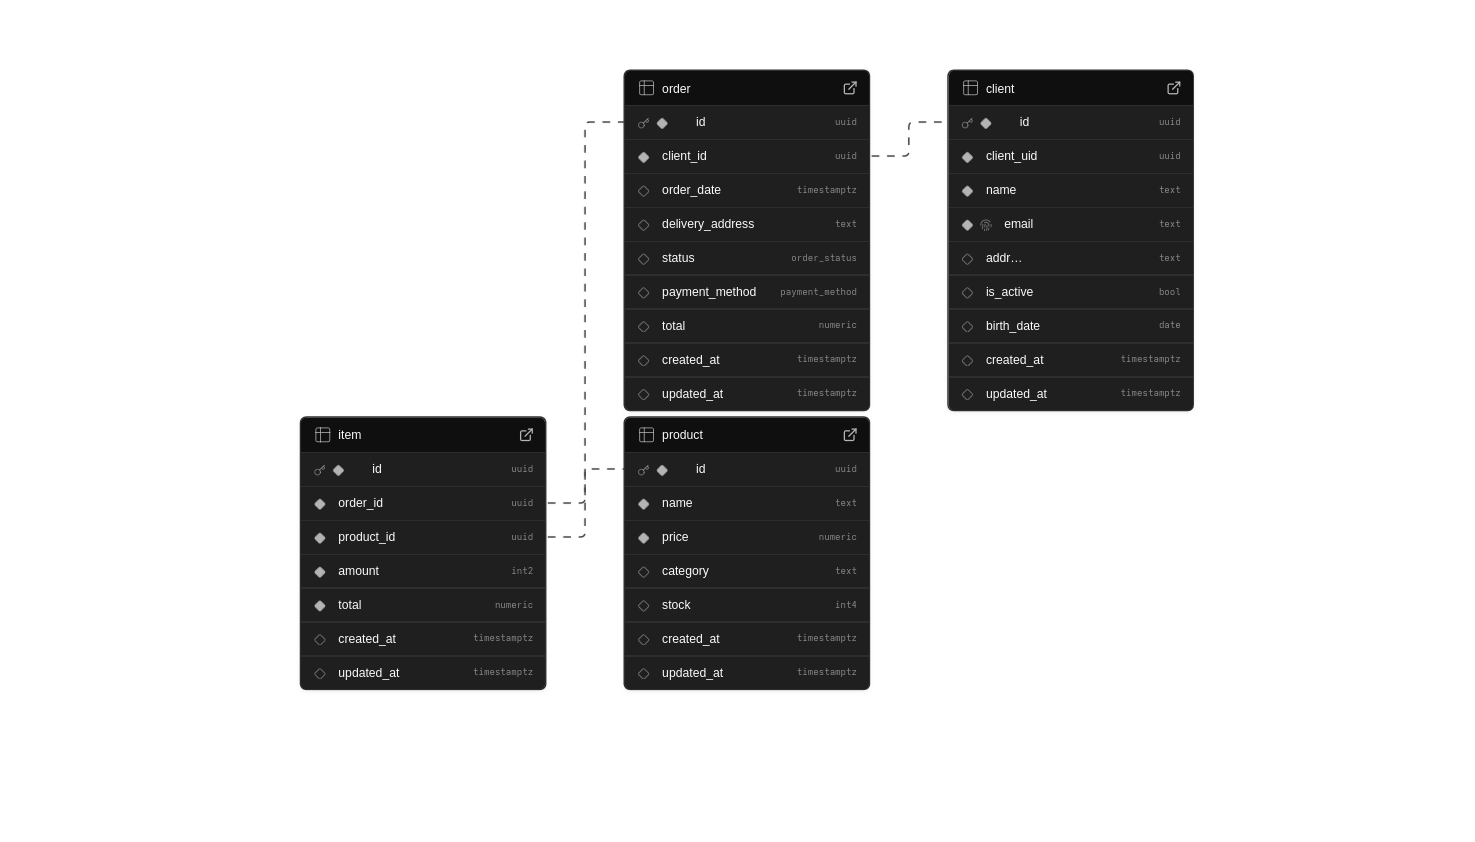 order
id uuid
client_id uuid
order_date timestamptz
delivery_address text
status order_status
payment_method payment_method
total numeric
created_at timestamptz
updated_at timestamptz
client
id uuid
client_uid uuid
name text
email text
addr… text
is_active bool
birth_date date
created_at timestamptz
updated_at timestamptz
item
id uuid
order_id uuid
product_id uuid
amount int2
total numeric
created_at timestamptz
updated_at timestamptz
product
id uuid
name text
price numeric
category text
stock int4
created_at timestamptz
updated_at timestamptz